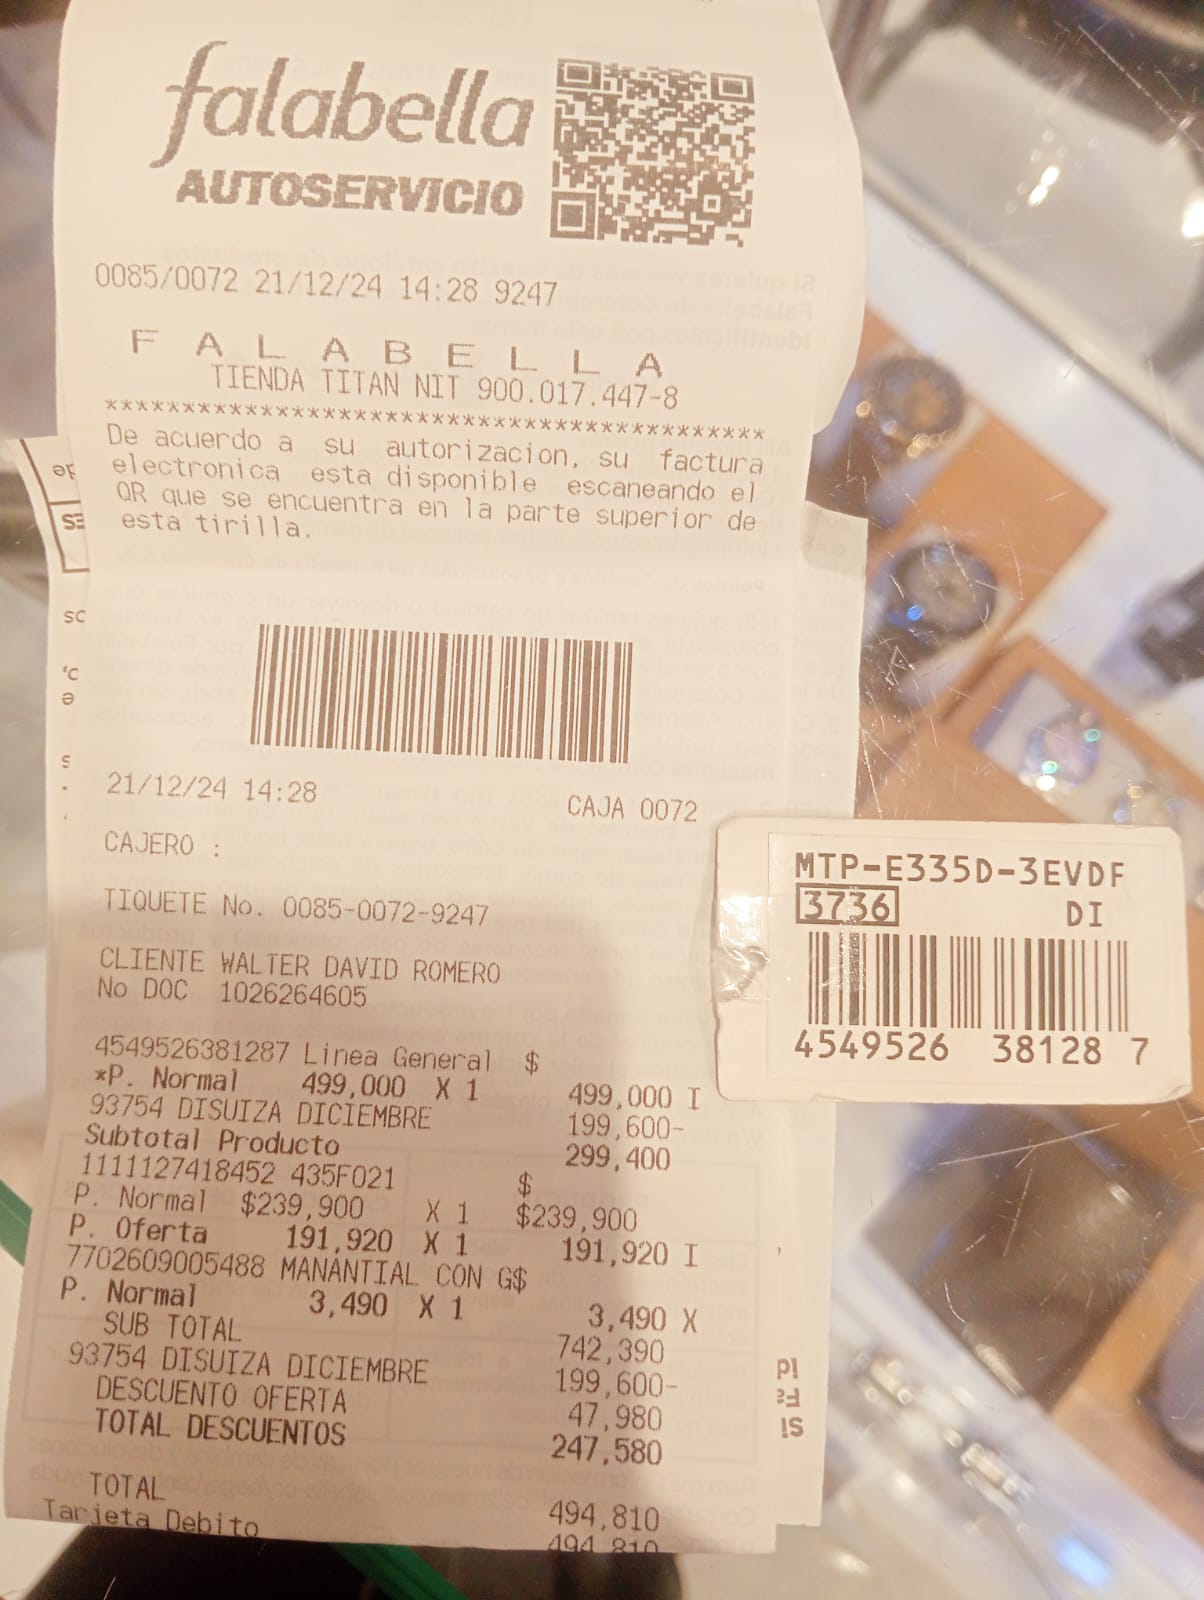 falabella
AUTOSERVICIO
0085/0072 21/12/24 14:28 9247
F A L A B E L L A
TIENDA TITAN NIT 900.017.447-8
De acuerdo a su autorizacion, su factura
electronica esta disponible escaneando el
QR que se encuentra en la parte superior de
esta tirilla.
21/12/24 14:28 CAJA 0072
CAJERO :
TIQUETE No. 0085-0072-9247
CLIENTE WALTER DAVID ROMERO
No DOC 1026264605
4549526381287 Linea General $
*P. Normal 499,000 X 1 499,000 I
93754 DISUIZA DICIEMBRE 199,600-
Subtotal Producto 299,400
1111127418452 435F021 $
P. Normal $239,900 X 1 $239,900
P. Oferta 191,920 X 1 191,920 I
7702609005488 MANANTIAL CON G$
P. Normal 3,490 X 1 3,490 X
SUB TOTAL 742,390
93754 DISUIZA DICIEMBRE 199,600-
DESCUENTO OFERTA 47,980
TOTAL DESCUENTOS 247,580
TOTAL 494,810
Tarjeta Debito 494,810
MTP-E335D-3EVDF
3736 DI
4549526 38128 7